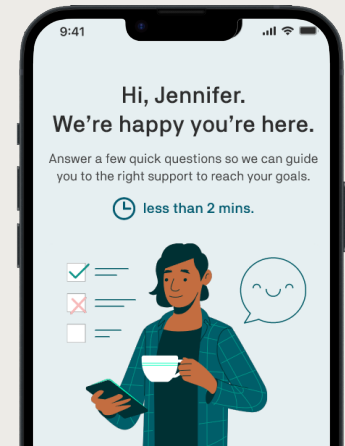 9:41
Hi, Jennifer.
We're happy you're here.
Answer a few quick questions so we can guide
you to the right support to reach your goals.
less than 2 mins.